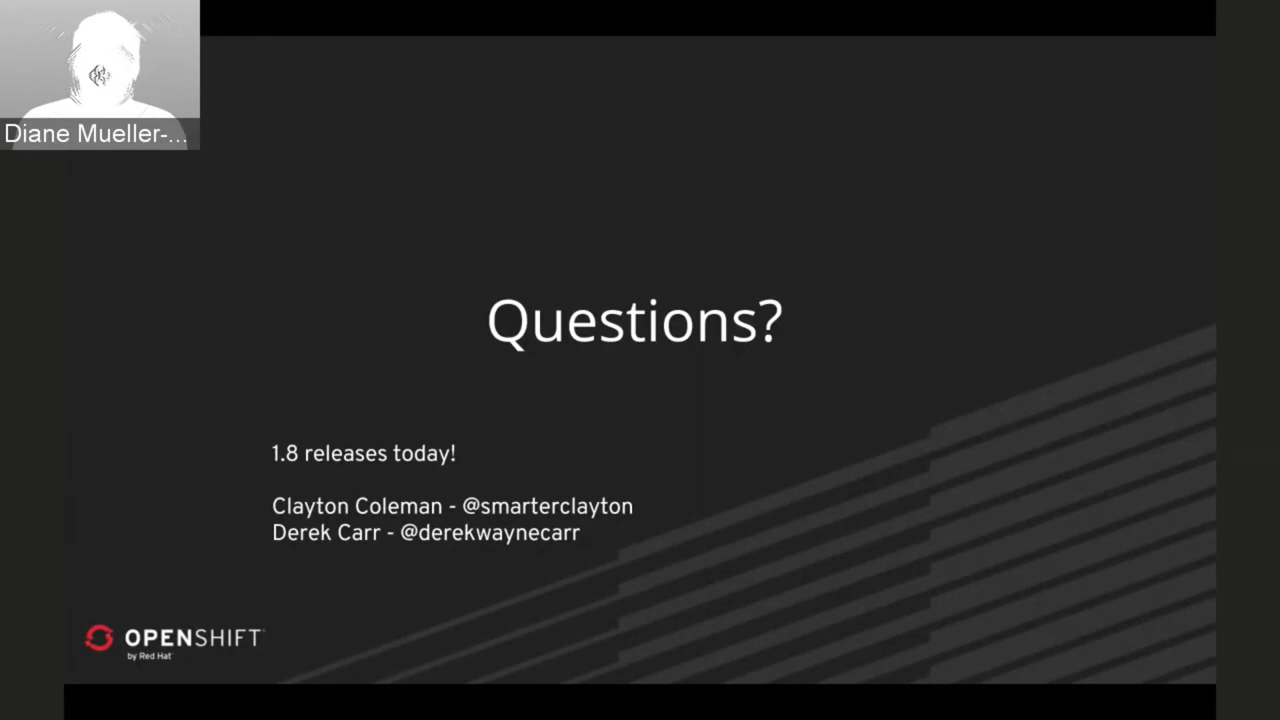 Diane Mueller-...
Questions?
1.8 releases today!
Clayton Coleman - @smarterclayton
Derek Carr - @derekwaynecarr
OPENSHIFT
by Red Hat